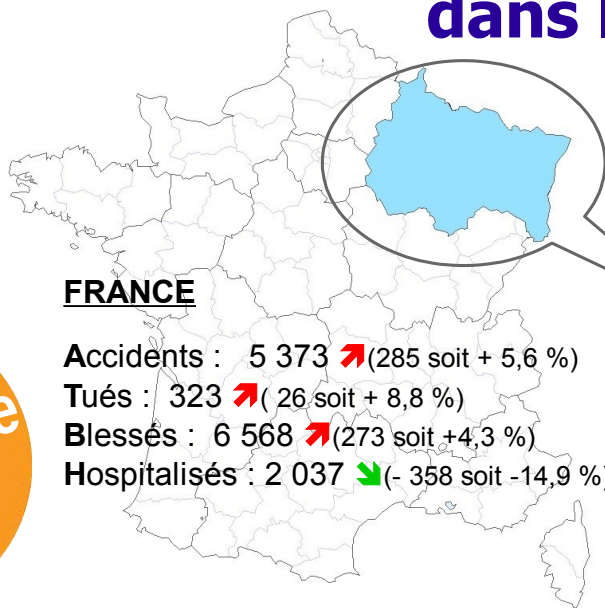 dans l
FRANCE
Accidents : 5 373 (285 soit + 5,6 %)
Tués : 323 ( 26 soit + 8,8 %)
Blessés : 6 568 (273 soit +4,3 %)
Hospitalisés : 2 037 (- 358 soit -14,9 %)
e